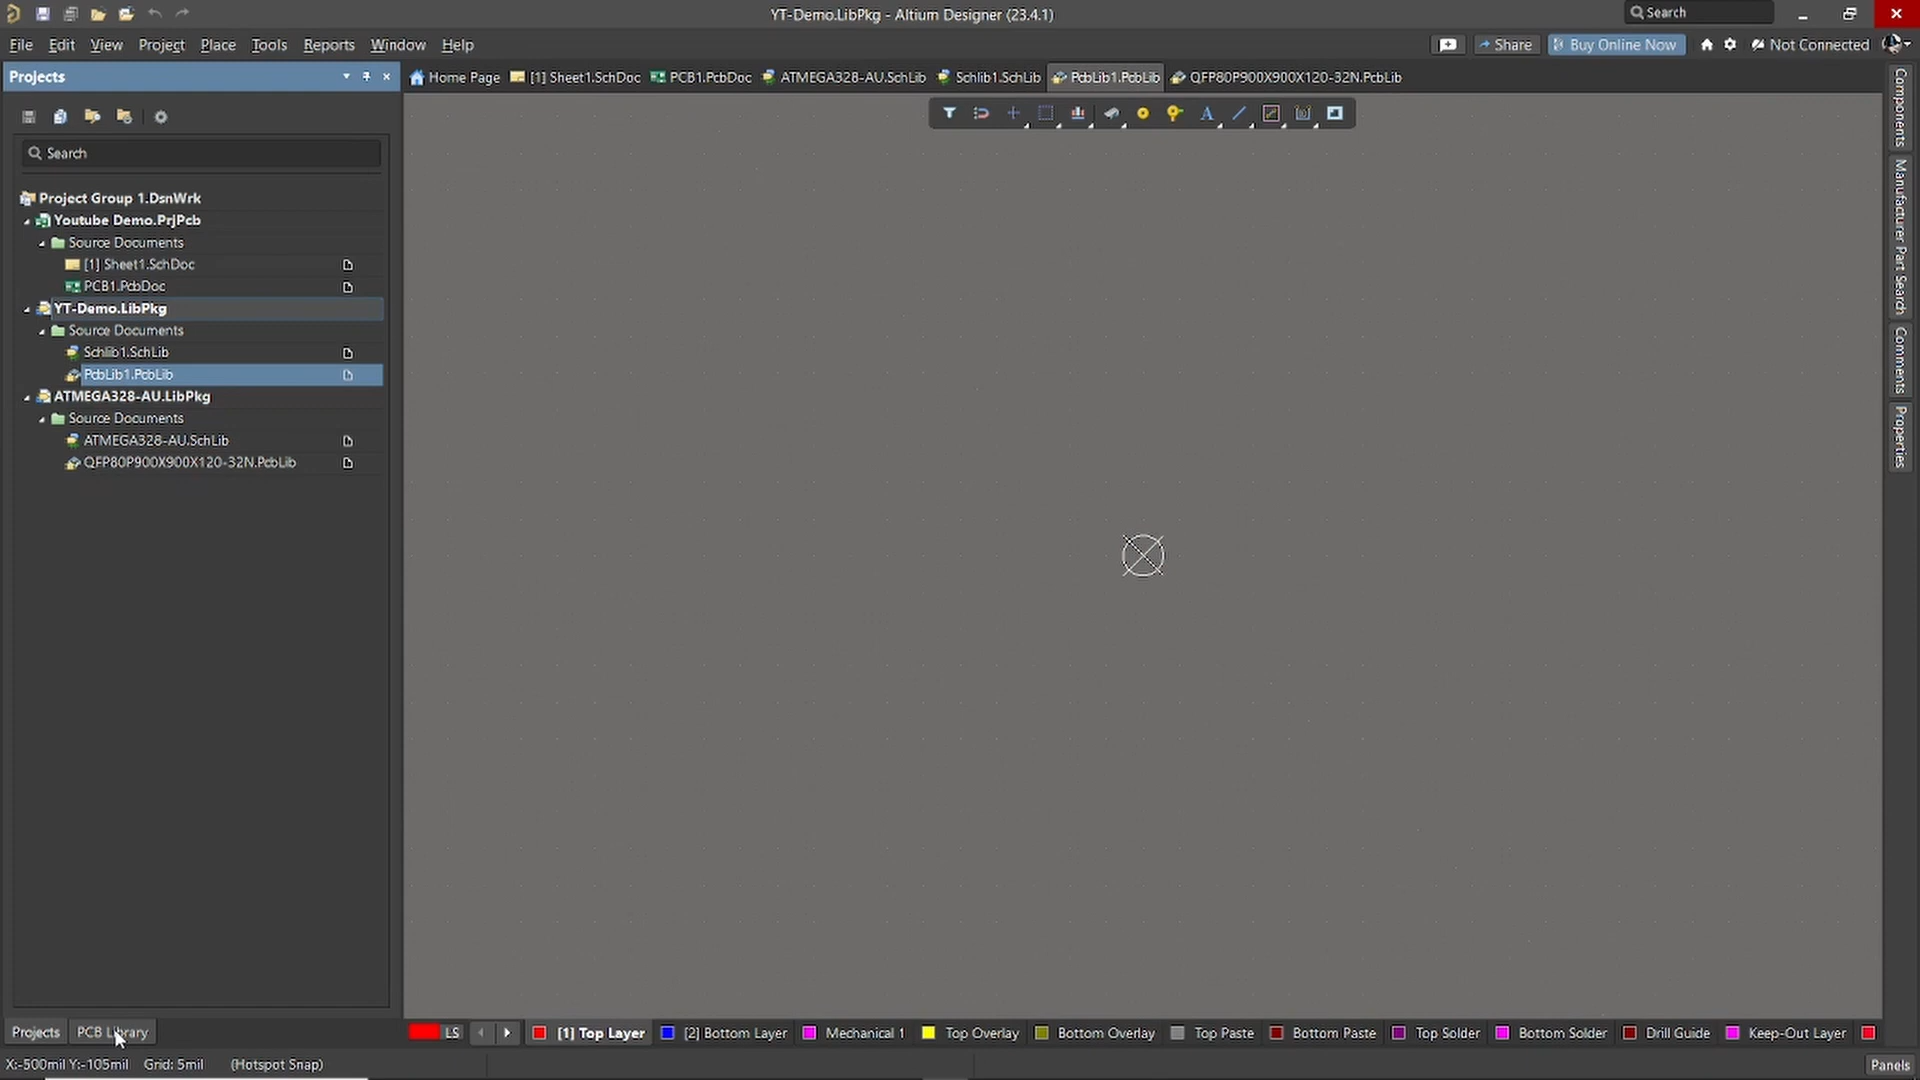 YT-Demo.LibPkg - Altium Designer (23.4.1)
Search
File Edit View Project Place Tools Reports Window Help
Share Buy Online Now Not Connected
Projects
Home Page [1] Sheet1.SchDoc PCB1.PcbDoc ATMEGA328-AU.SchLib Schlib1.SchLib PcbLib1.PcbLib QFP80P900X900X120-32N.PcbLib
Search
Project Group 1.DsnWrk
Youtube Demo.PrjPcb
Source Documents
[1] Sheet1.SchDoc
PCB1.PcbDoc
YT-Demo.LibPkg
Source Documents
Schlib1.SchLib
PcbLib1.PcbLib
ATMEGA328-AU.LibPkg
Source Documents
ATMEGA328-AU.SchLib
QFP80P900X900X120-32N.PcbLib
A
Components
Manufacturer Part Search
Comments
Properties
Projects PCB Library
LS [1] Top Layer [2] Bottom Layer Mechanical 1 Top Overlay Bottom Overlay Top Paste Bottom Paste Top Solder Bottom Solder Drill Guide Keep-Out Layer
X:-500mil Y:-105mil Grid: 5mil (Hotspot Snap)
Panels